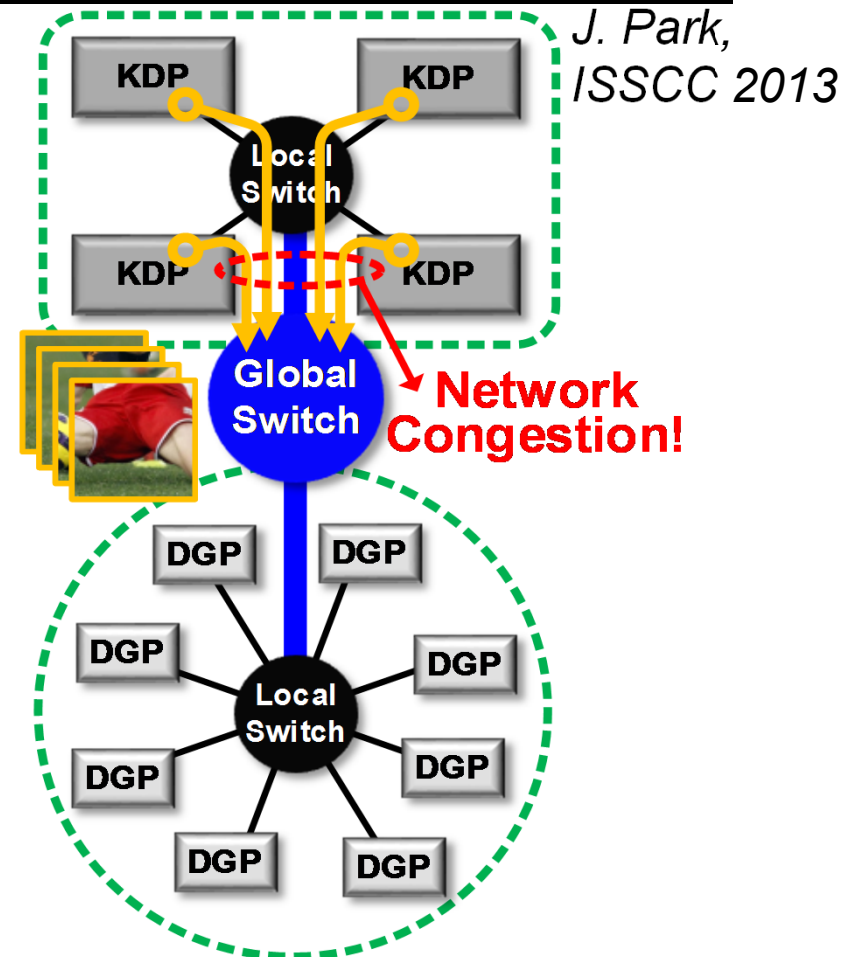 J. Park,
ISSCC 2013
KDP
KDP
Local
Switch
KDP
KDP
Global
Switch
Network
Congestion!
DGP
DGP
DGP
DGP
Local
Switch
DGP
DGP
DGP
DGP